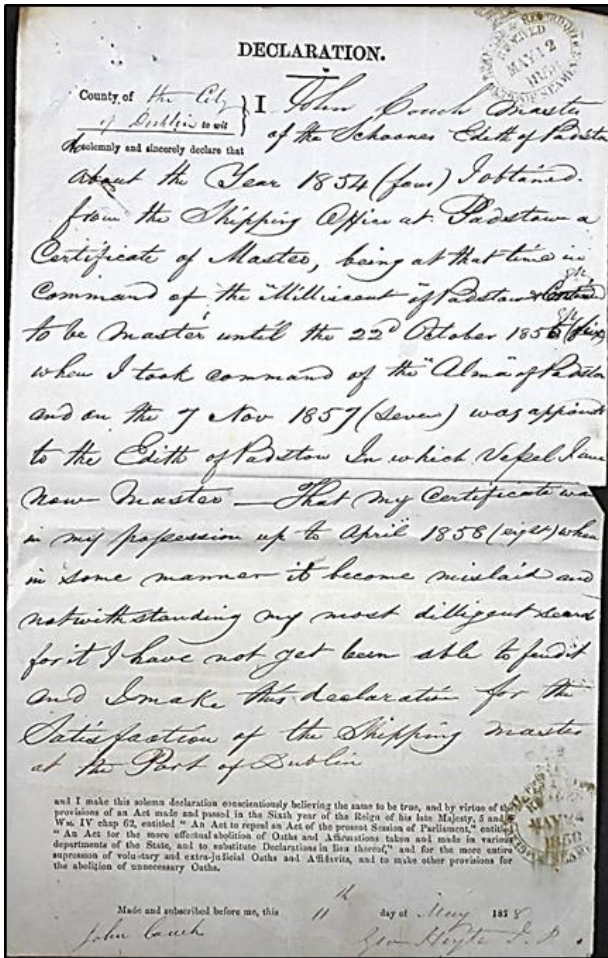 DECLARATION.
County of the City
of Dublin to wit
I John Couch Master
of the Schooner Edith of Padstow
solemnly and sincerely declare that
about the Year 1854 (four) I obtained
from the Shipping Office at Padstow a
Certificate of Master, being at that time in
Command of the "Milliscent" of Padstow &
to be Master until the 22d October 185
when I took command of the "Alma" of Padstow
and on the 7 Nov 1857 (seven) was appointed
to the Edith of Padstow In which Vessel I am
now Master — That my Certificate was
in my possession up to April 1858 (eight) when
in some manner it become mislaid and
notwithstanding my most dilligent search
for it I have not yet been able to find it
and I make this declaration for the
Satisfaction of the Shipping Master
at the Port of Dublin
and I make this solemn declaration conscientiously believing the same to be true, and by virtue of the
provisions of an Act made and passed in the Sixth year of the Reign of his late Majesty, 5 and 6
Wm. IV chap 62, entitled "An Act to repeal an Act of the present Session of Parliament," entitled
"An Act for the more effectual abolition of Oaths and Affirmations taken and made in various
departments of the State, and to substitute Declarations in lieu thereof," and for the more entire
supression of voluntary and extra-judicial Oaths and Affidavits, and to make other provisions for
the abolition of unnecessary Oaths.
Made and subscribed before me, this 11th day of May 1858
John Couch
Geo Hoyte J.P.
MAY 12
1858
MAY 24
1858